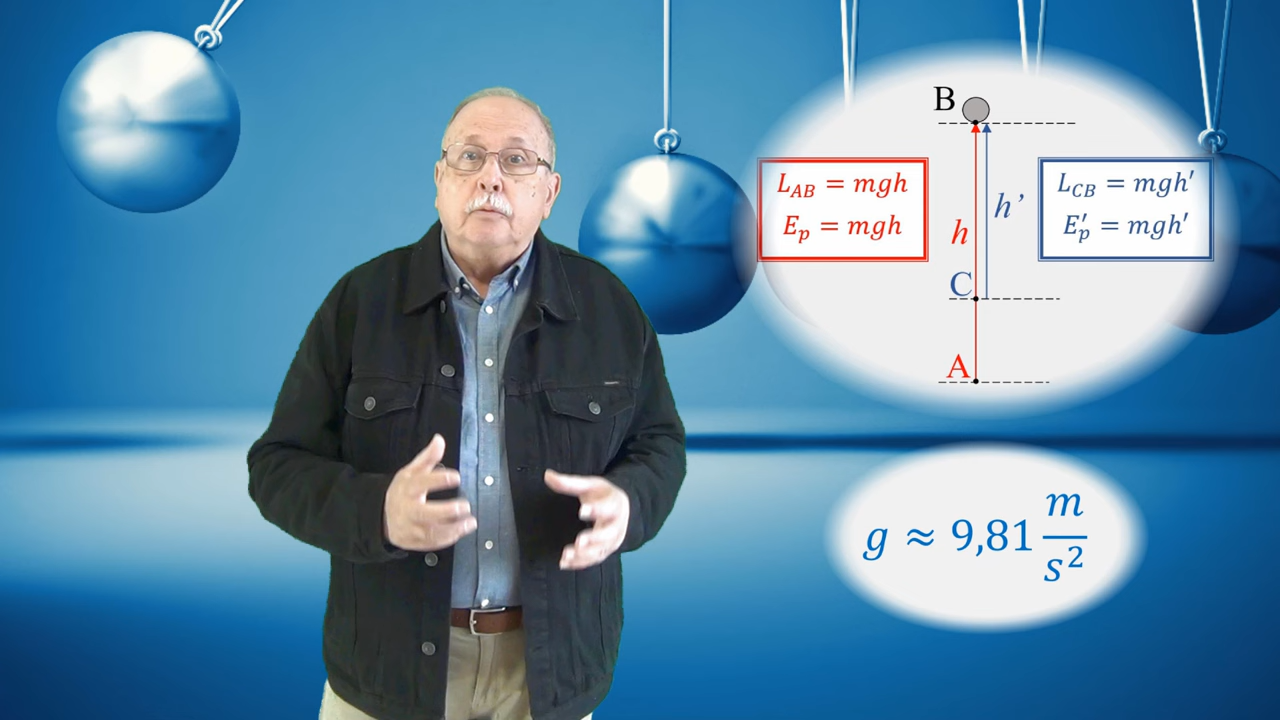 B
L_AB = mgh
E_p = mgh
h
h’
L_CB = mgh'
E'_p = mgh'
C
A
g ≈ 9,81 m/s²